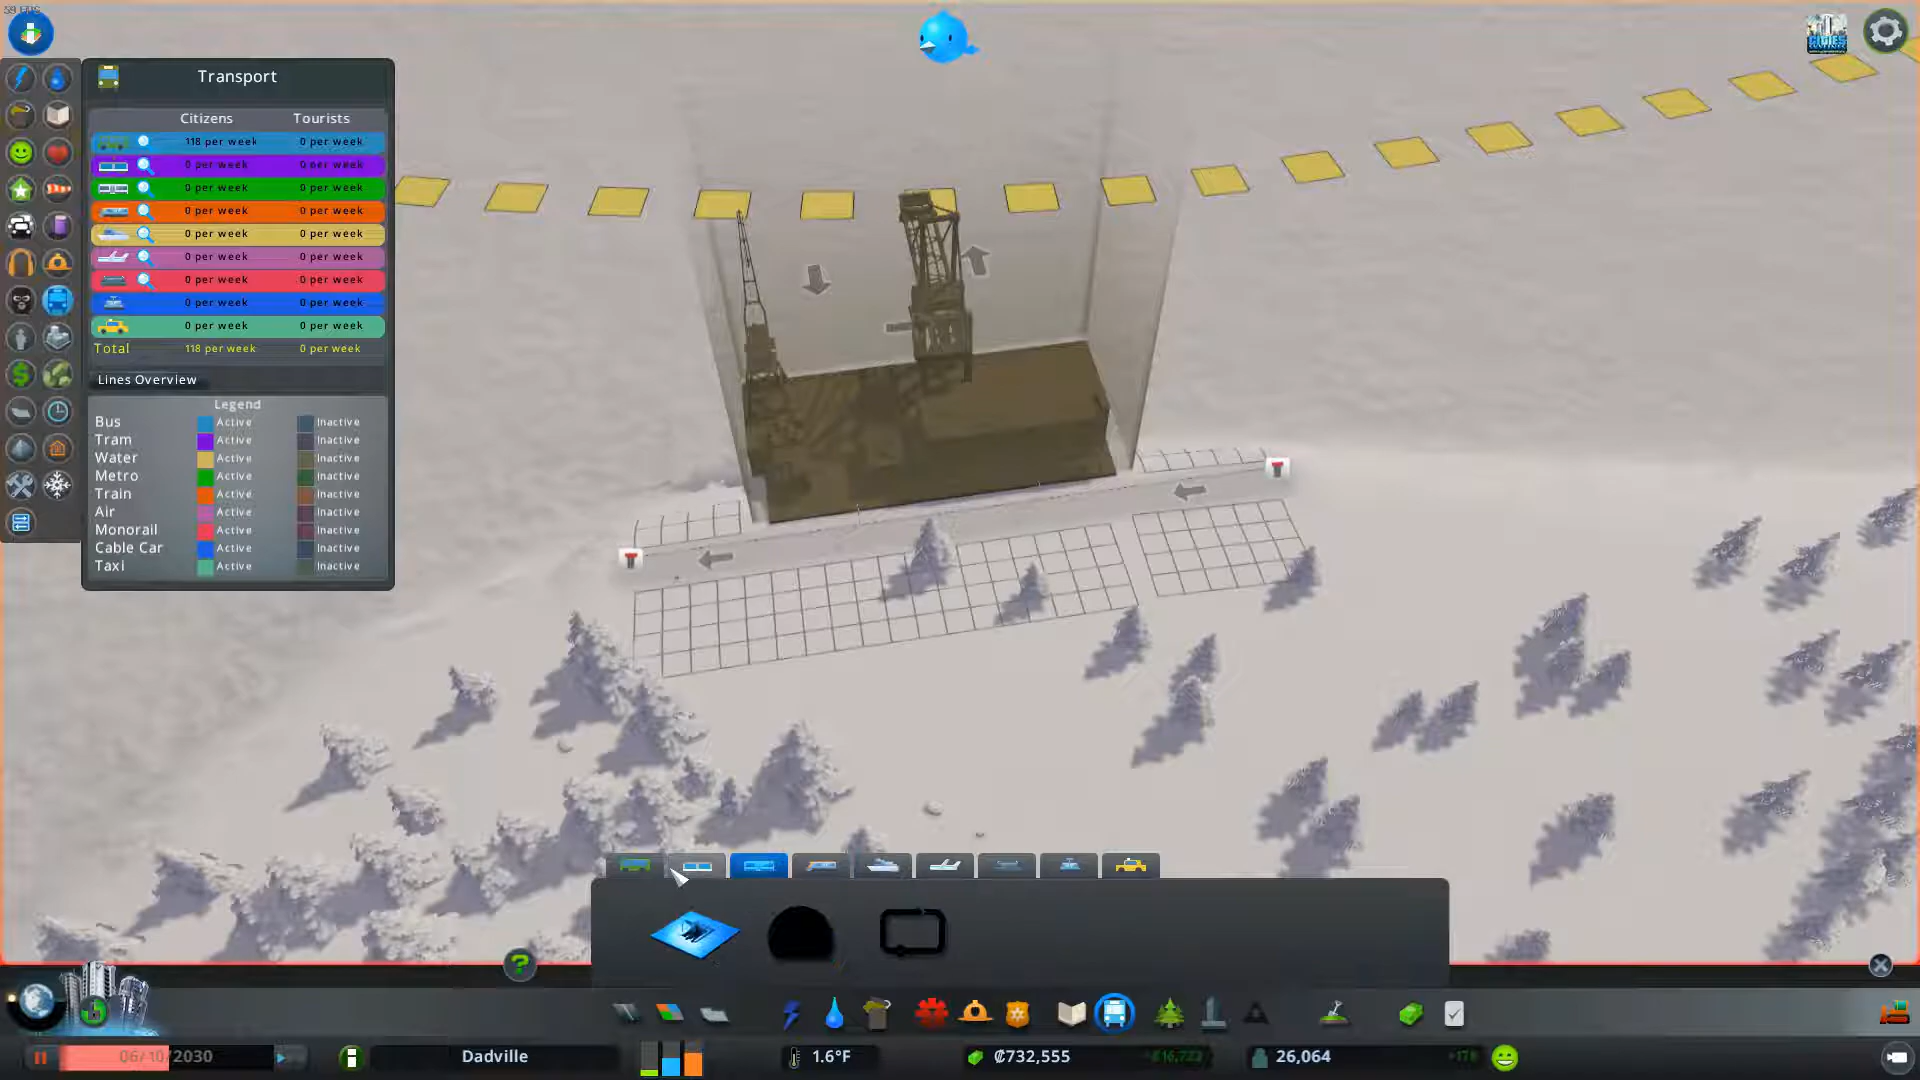 59 FPS
CITIES
Transport
Citizens Tourists
118 per week 0 per week
0 per week 0 per week
0 per week 0 per week
0 per week 0 per week
0 per week 0 per week
0 per week 0 per week
0 per week 0 per week
0 per week 0 per week
0 per week 0 per week
Total 118 per week 0 per week
Lines Overview
Legend
Bus Active Inactive
Tram Active Inactive
Water Active Inactive
Metro Active Inactive
Train Active Inactive
Air Active Inactive
Monorail Active Inactive
Cable Car Active Inactive
Taxi Active Inactive
06/10/2030 Dadville 1.6°F ₡732,555 26,064